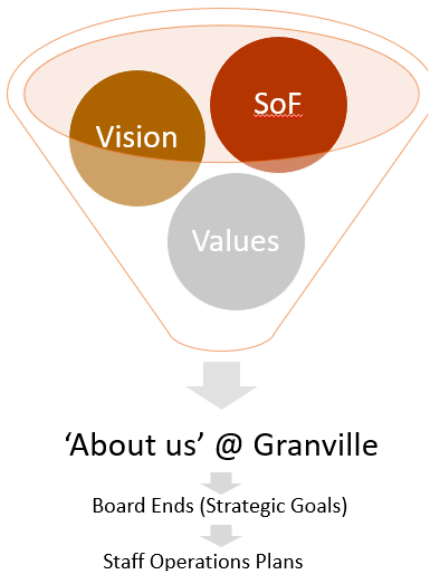 SoF
Vision
Values
‘About us’ @ Granville
Board Ends (Strategic Goals)
Staff Operations Plans